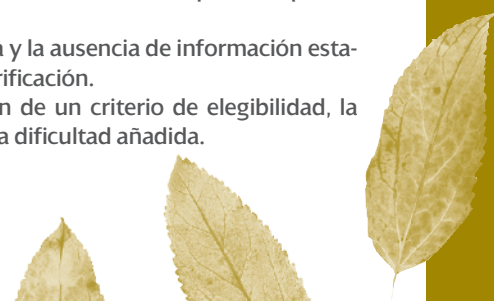 a y la ausencia de información esta-
rificación.
n de un criterio de elegibilidad, la
a dificultad añadida.